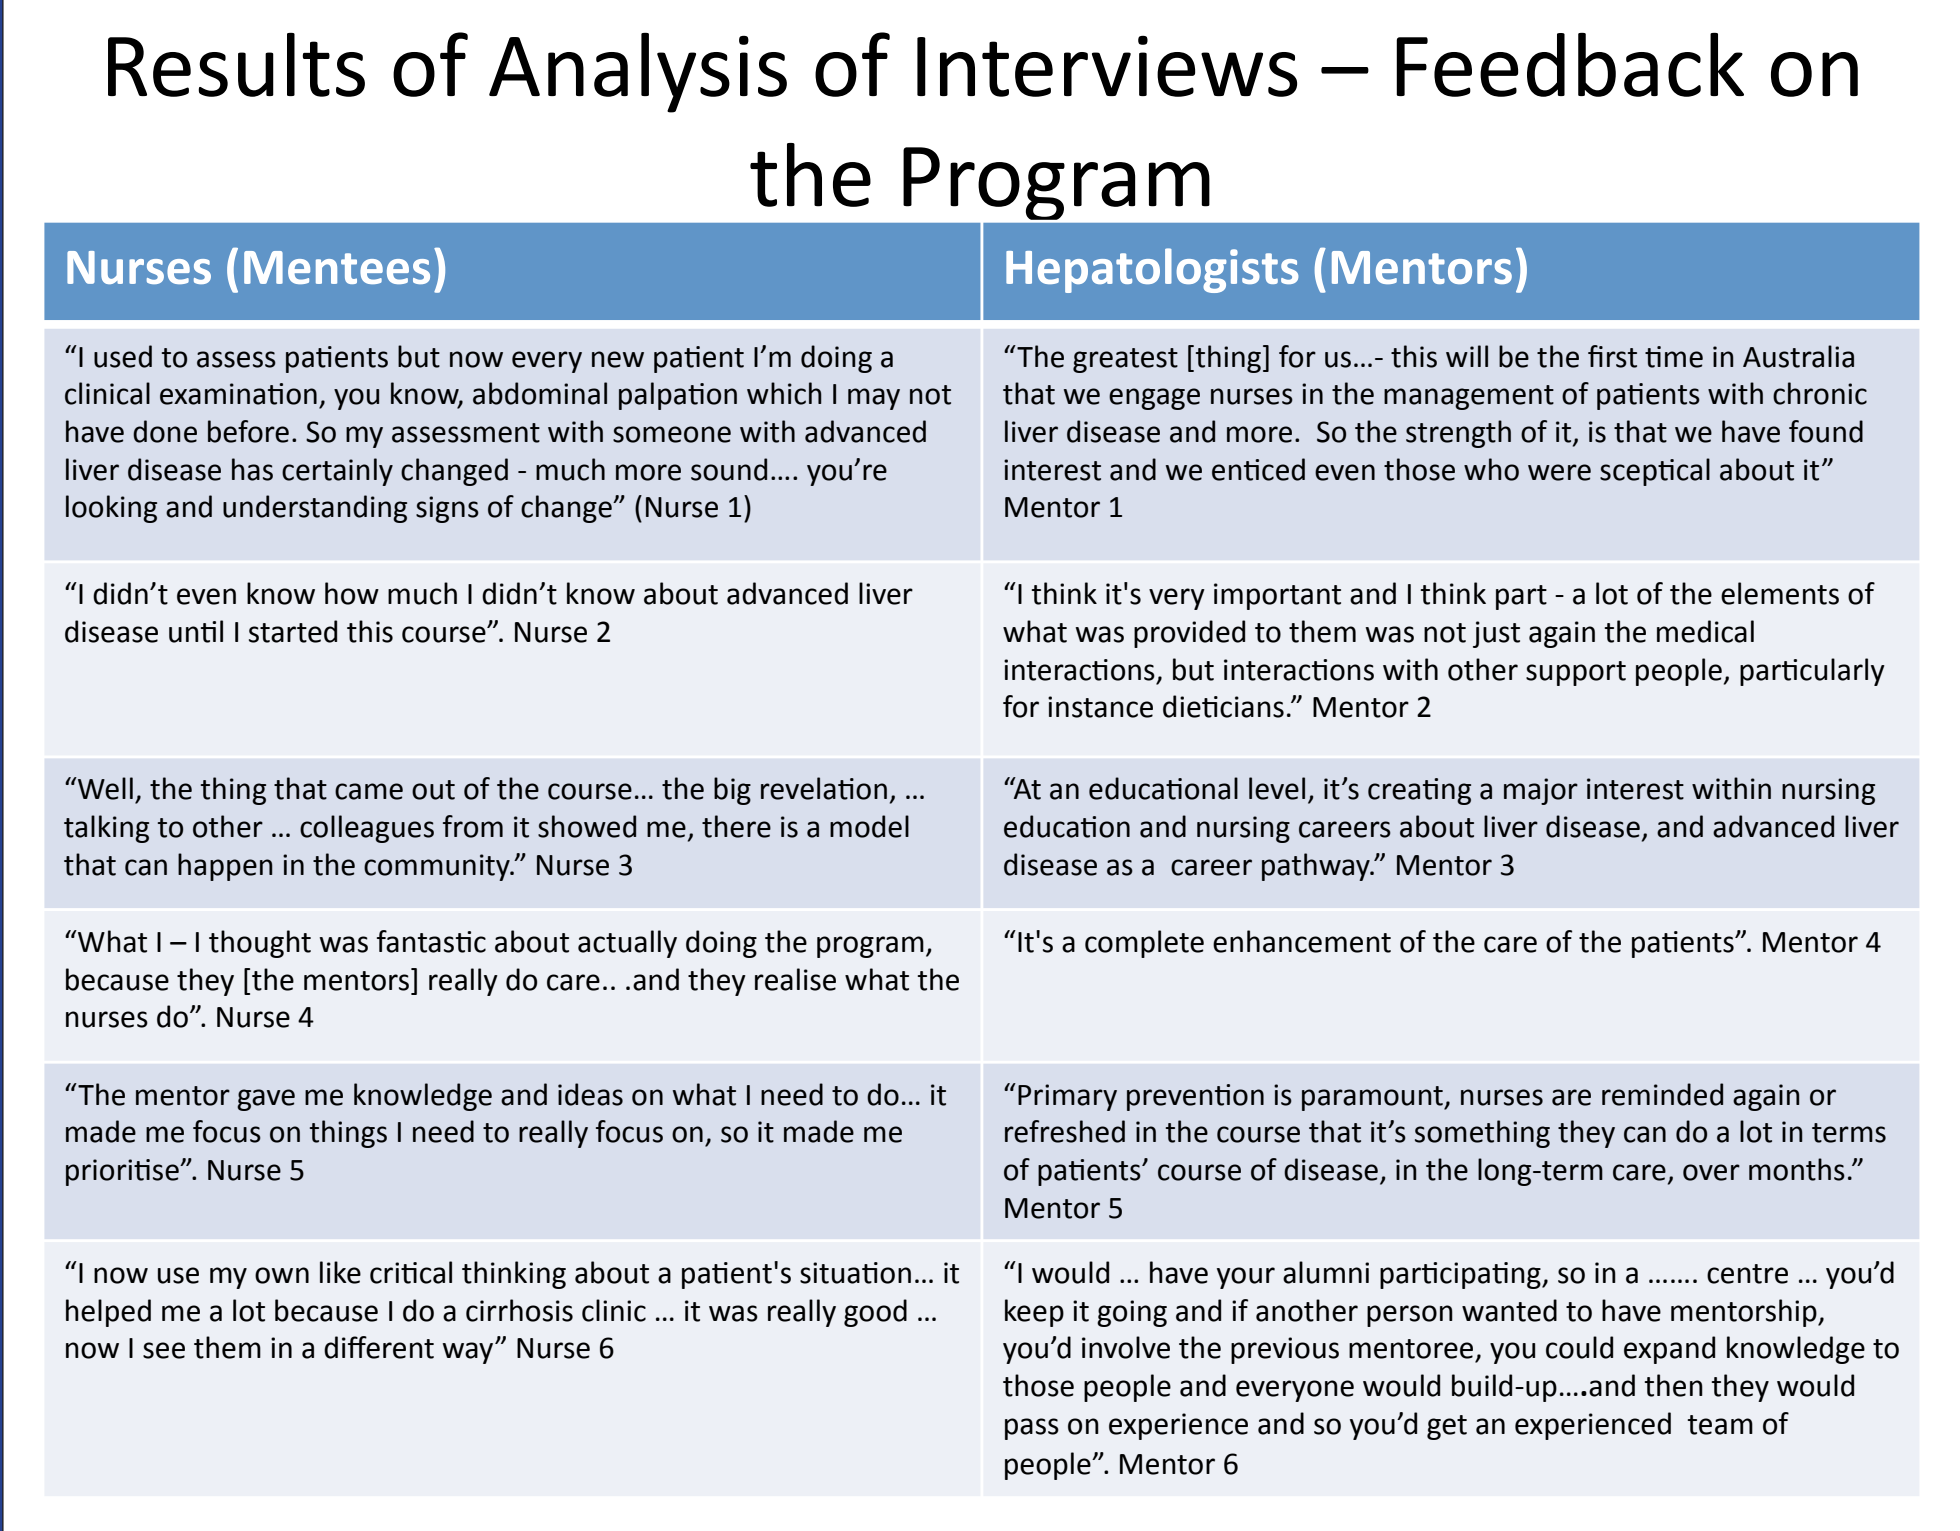 Results of Analysis of Interviews – Feedback on
the Program
Nurses (Mentees)
Hepatologists (Mentors)
“I used to assess patients but now every new patient I’m doing a
clinical examination, you know, abdominal palpation which I may not
have done before. So my assessment with someone with advanced
liver disease has certainly changed - much more sound…. you’re
looking and understanding signs of change” (Nurse 1)
“The greatest [thing] for us…- this will be the first time in Australia
that we engage nurses in the management of patients with chronic
liver disease and more.  So the strength of it, is that we have found
interest and we enticed even those who were sceptical about it”
Mentor 1
“I didn’t even know how much I didn’t know about advanced liver
disease until I started this course”. Nurse 2
“I think it's very important and I think part - a lot of the elements of
what was provided to them was not just again the medical
interactions, but interactions with other support people, particularly
for instance dieticians.” Mentor 2
“Well, the thing that came out of the course… the big revelation, …
talking to other … colleagues from it showed me, there is a model
that can happen in the community.” Nurse 3
“At an educational level, it’s creating a major interest within nursing
education and nursing careers about liver disease, and advanced liver
disease as a  career pathway.” Mentor 3
“What I – I thought was fantastic about actually doing the program,
because they [the mentors] really do care.. .and they realise what the
nurses do”. Nurse 4
“It's a complete enhancement of the care of the patients”. Mentor 4
“The mentor gave me knowledge and ideas on what I need to do… it
made me focus on things I need to really focus on, so it made me
prioritise”. Nurse 5
“Primary prevention is paramount, nurses are reminded again or
refreshed in the course that it’s something they can do a lot in terms
of patients’ course of disease, in the long-term care, over months.”
Mentor 5
“I now use my own like critical thinking about a patient's situation… it
helped me a lot because I do a cirrhosis clinic … it was really good …
now I see them in a different way” Nurse 6
“I would … have your alumni participating, so in a ……. centre … you’d
keep it going and if another person wanted to have mentorship,
you’d involve the previous mentoree, you could expand knowledge to
those people and everyone would build-up….and then they would
pass on experience and so you’d get an experienced  team of
people”. Mentor 6